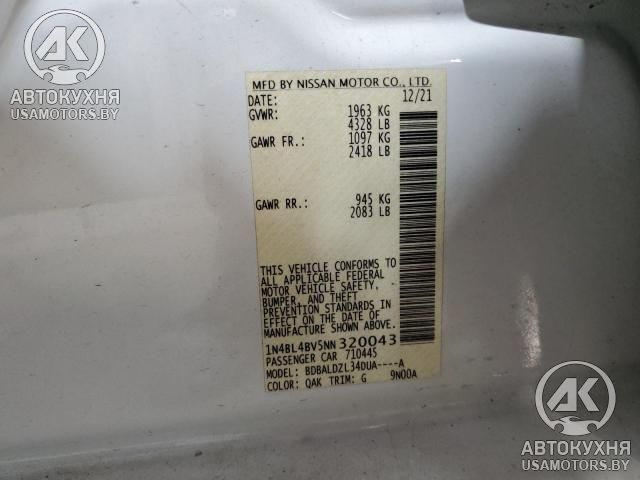 AK
АВТОКУХНЯ
USAMOTORS.BY
MFD BY NISSAN MOTOR CO., LTD.
DATE: 12/21
GVWR: 1963 KG
4328 LB
GAWR FR.: 1097 KG
2418 LB
GAWR RR.: 945 KG
2083 LB
THIS VEHICLE CONFORMS TO
ALL APPLICABLE FEDERAL
MOTOR VEHICLE SAFETY,
BUMPER, AND THEFT
PREVENTION STANDARDS IN
EFFECT ON THE DATE OF
MANUFACTURE SHOWN ABOVE.
1N4BL4BV5NN320043
PASSENGER CAR 71044S
MODEL: BDBALDZL34DUA----A
COLOR: QAK TRIM: G 9N00A
AK
АВТОКУХНЯ
USAMOTORS.BY